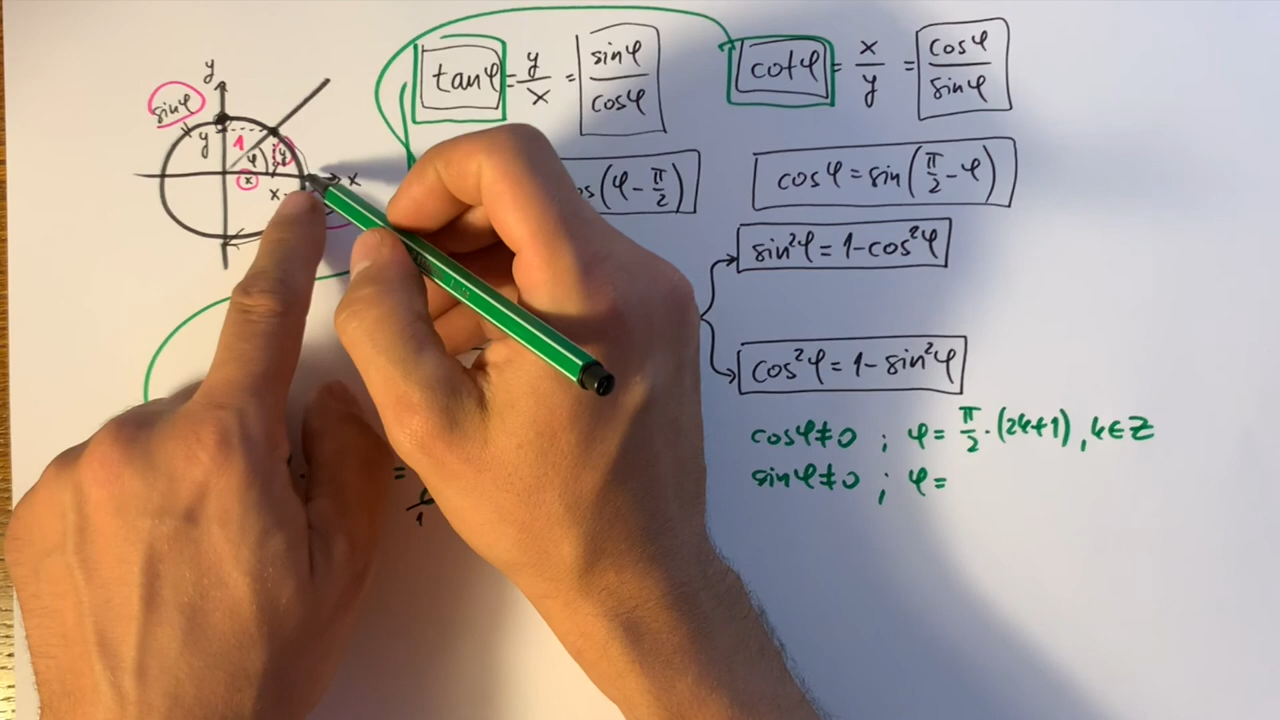 y
sinφ
y
1
φ
y
x
x
x
tanφ = y/x = sinφ/cosφ
cotφ = x/y = cosφ/sinφ
(φ-π/2)
cosφ = sin(π/2-φ)
sin²φ = 1-cos²φ
cos²φ = 1-sin²φ
cosφ≠0 ; φ= π/2·(2k+1), k∈Z
sinφ≠0 ; φ=
=
1